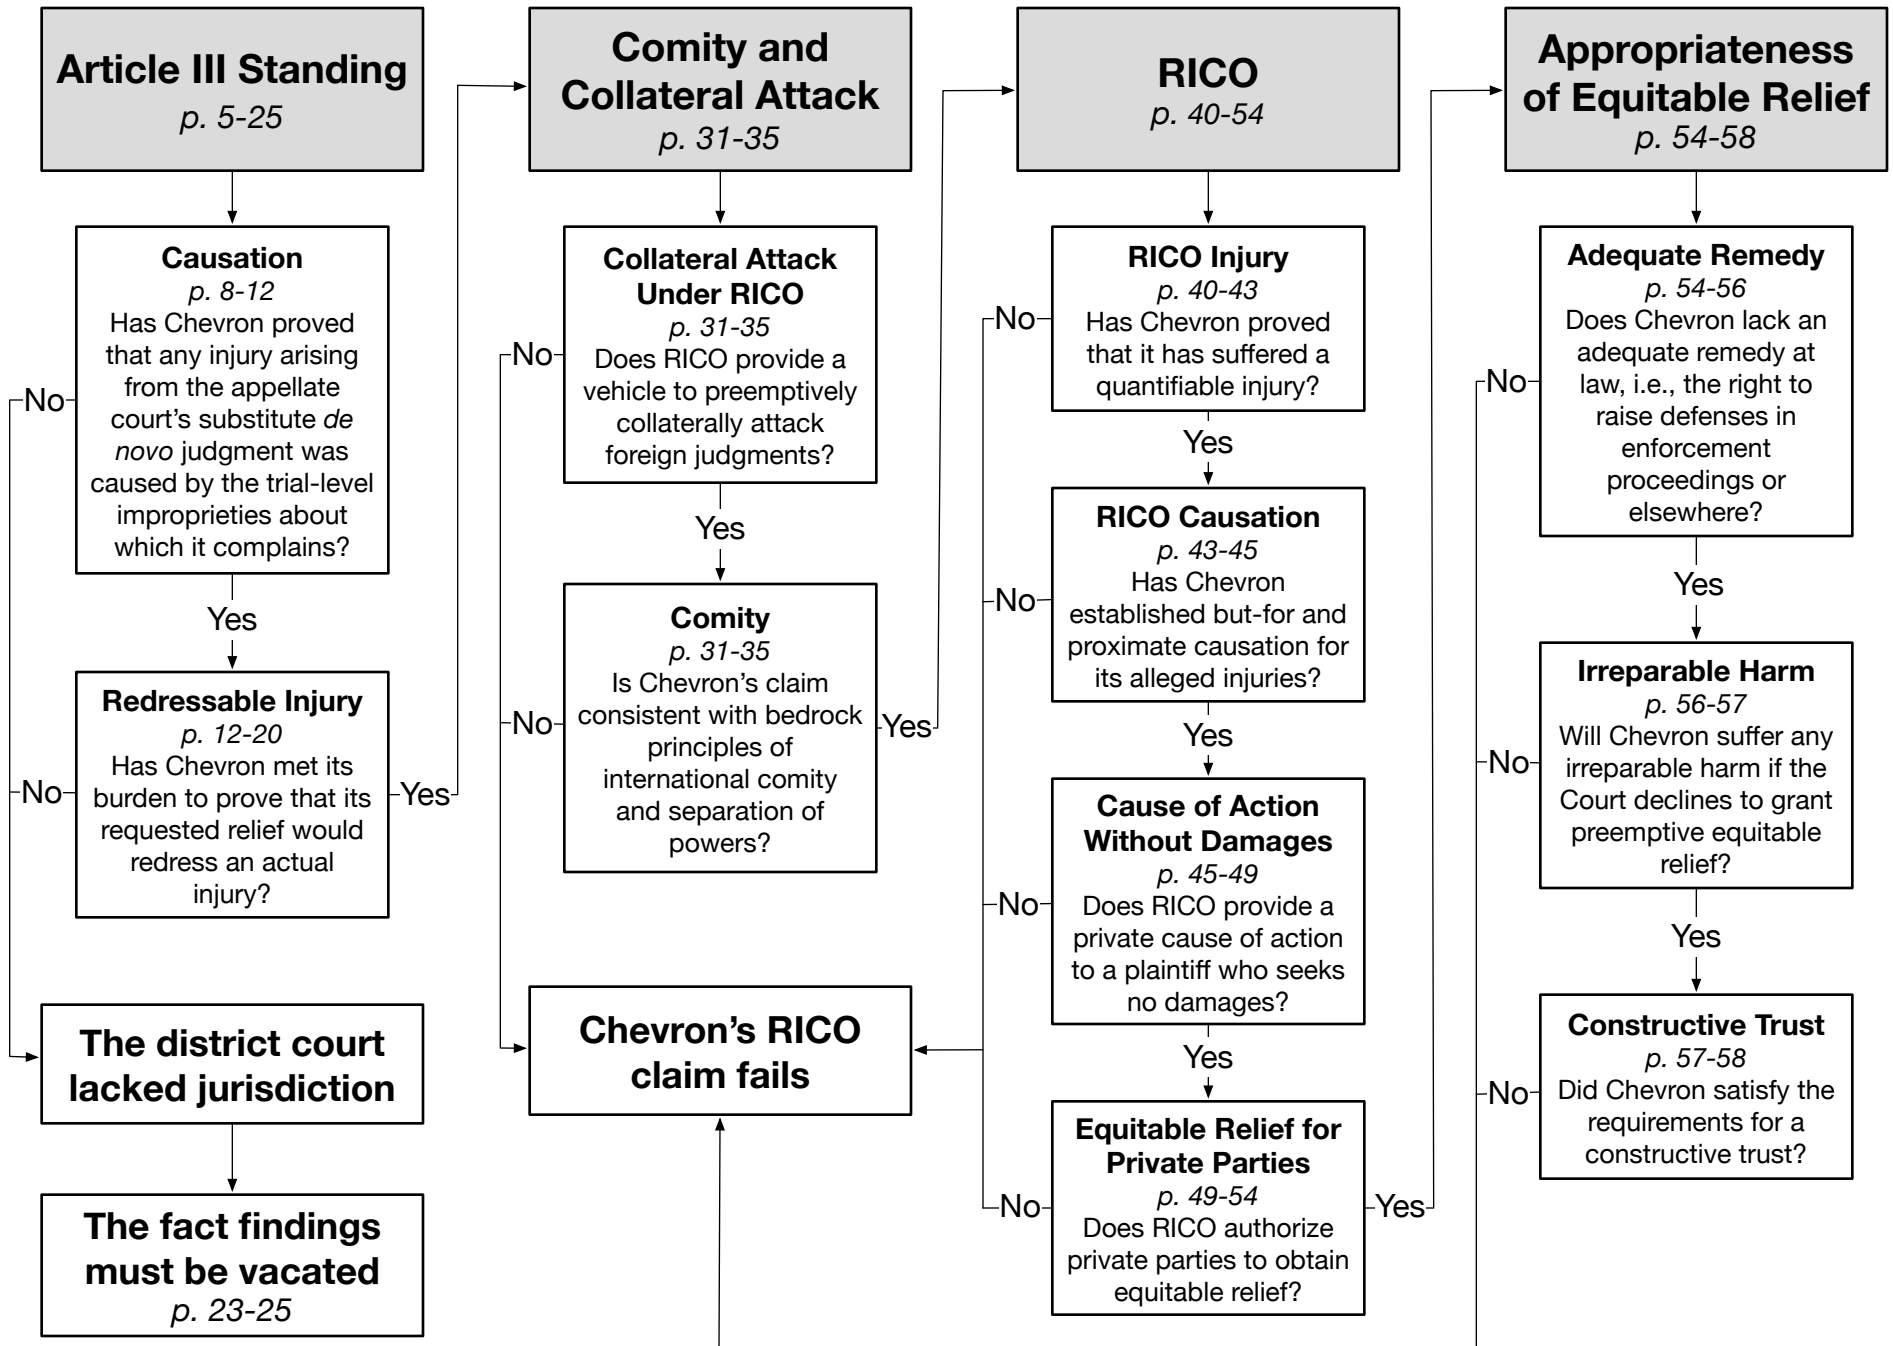 Article III Standing
p. 5-25
Causation
p. 8-12
Has Chevron proved
that any injury arising
from the appellate
court’s substitute de
novo judgment was
caused by the trial-level
improprieties about
which it complains?
No
Yes
Redressable Injury
p. 12-20
Has Chevron met its
burden to prove that its
requested relief would
redress an actual
injury?
No
Yes
The district court
lacked jurisdiction
The fact findings
must be vacated
p. 23-25
Comity and
Collateral Attack
p. 31-35
Collateral Attack
Under RICO
p. 31-35
Does RICO provide a
vehicle to preemptively
collaterally attack
foreign judgments?
No
Yes
Comity
p. 31-35
Is Chevron’s claim
consistent with bedrock
principles of
international comity
and separation of
powers?
No
Yes
Chevron’s RICO
claim fails
RICO
p. 40-54
RICO Injury
p. 40-43
Has Chevron proved
that it has suffered a
quantifiable injury?
No
Yes
RICO Causation
p. 43-45
Has Chevron
established but-for and
proximate causation for
its alleged injuries?
No
Yes
Cause of Action
Without Damages
p. 45-49
Does RICO provide a
private cause of action
to a plaintiff who seeks
no damages?
No
Yes
Equitable Relief for
Private Parties
p. 49-54
Does RICO authorize
private parties to obtain
equitable relief?
No
Yes
Appropriateness
of Equitable Relief
p. 54-58
Adequate Remedy
p. 54-56
Does Chevron lack an
adequate remedy at
law, i.e., the right to
raise defenses in
enforcement
proceedings or
elsewhere?
No
Yes
Irreparable Harm
p. 56-57
Will Chevron suffer any
irreparable harm if the
Court declines to grant
preemptive equitable
relief?
No
Yes
Constructive Trust
p. 57-58
Did Chevron satisfy the
requirements for a
constructive trust?
No